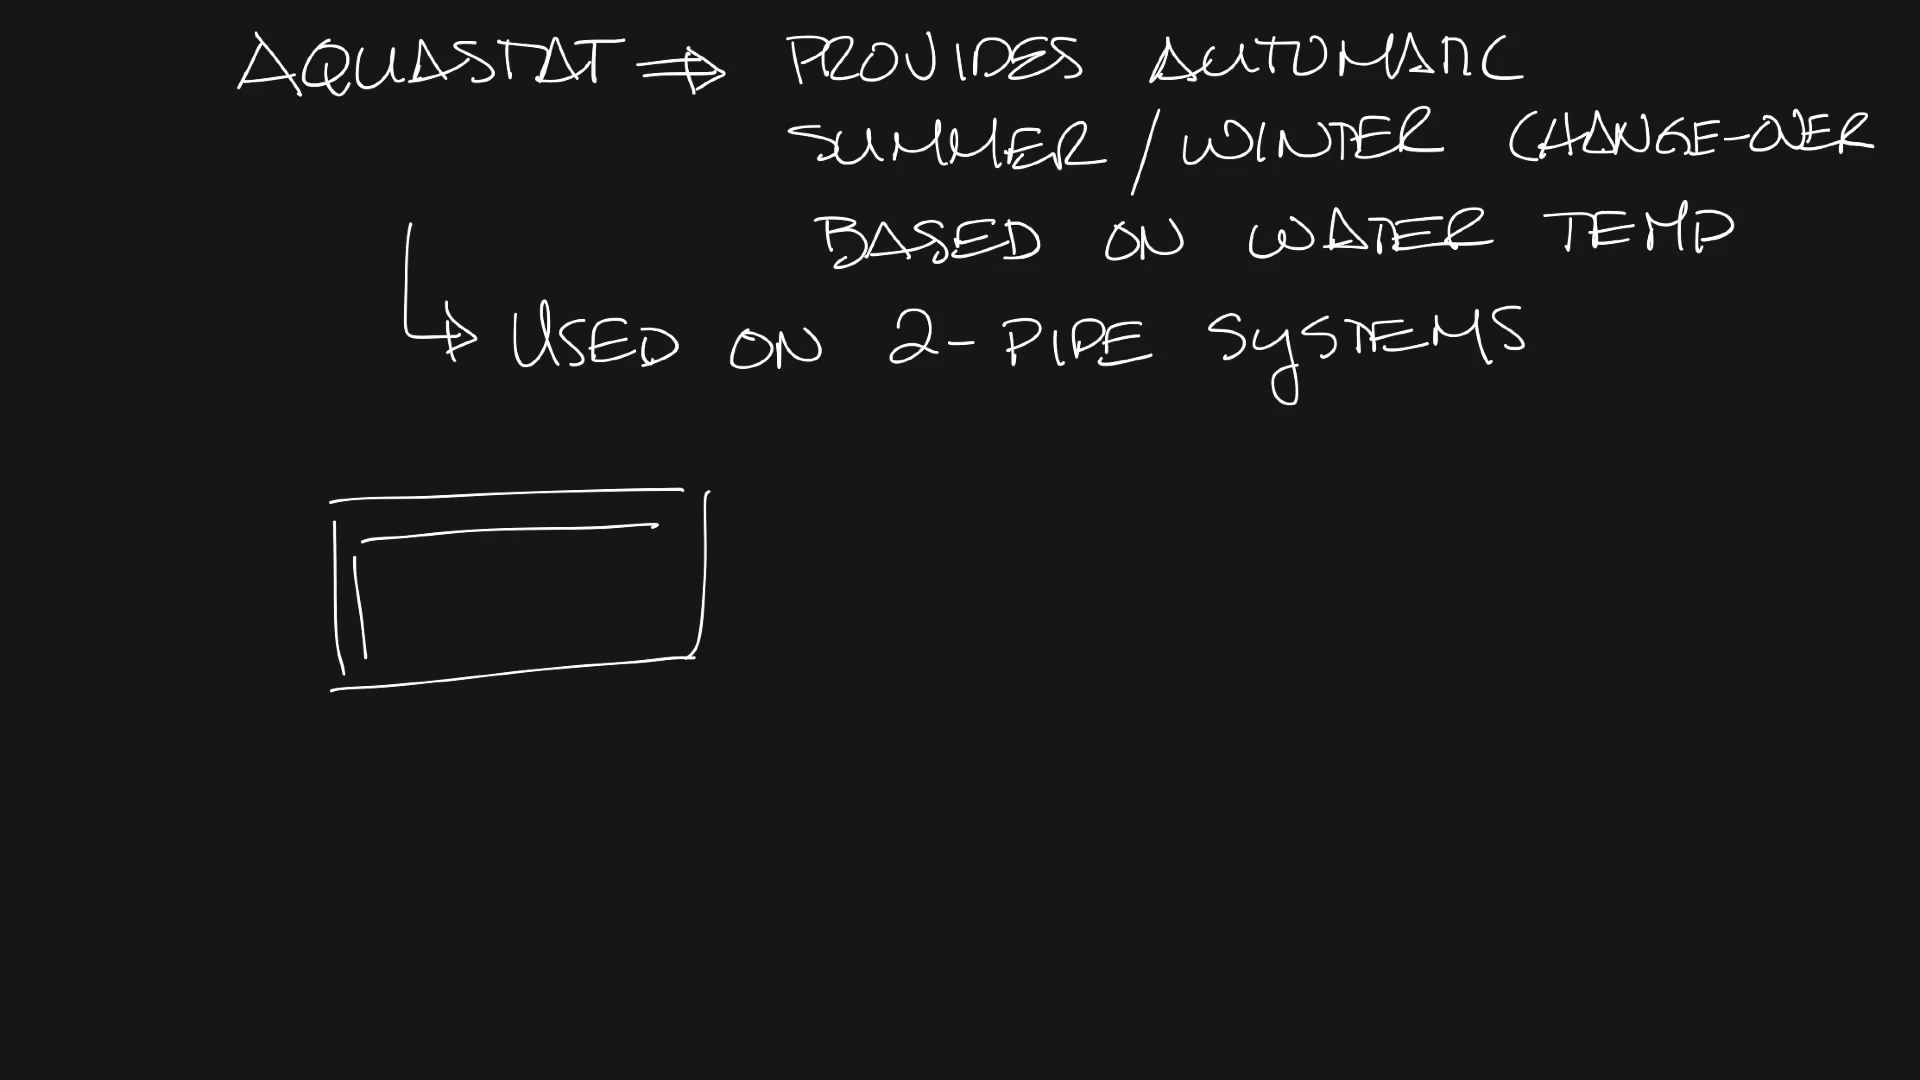 AQUASTAT ⇒ PROVIDES AUTOMATIC
SUMMER / WINTER CHANGE-OVER
BASED ON WATER TEMP
↳ USED ON 2-PIPE SYSTEMS